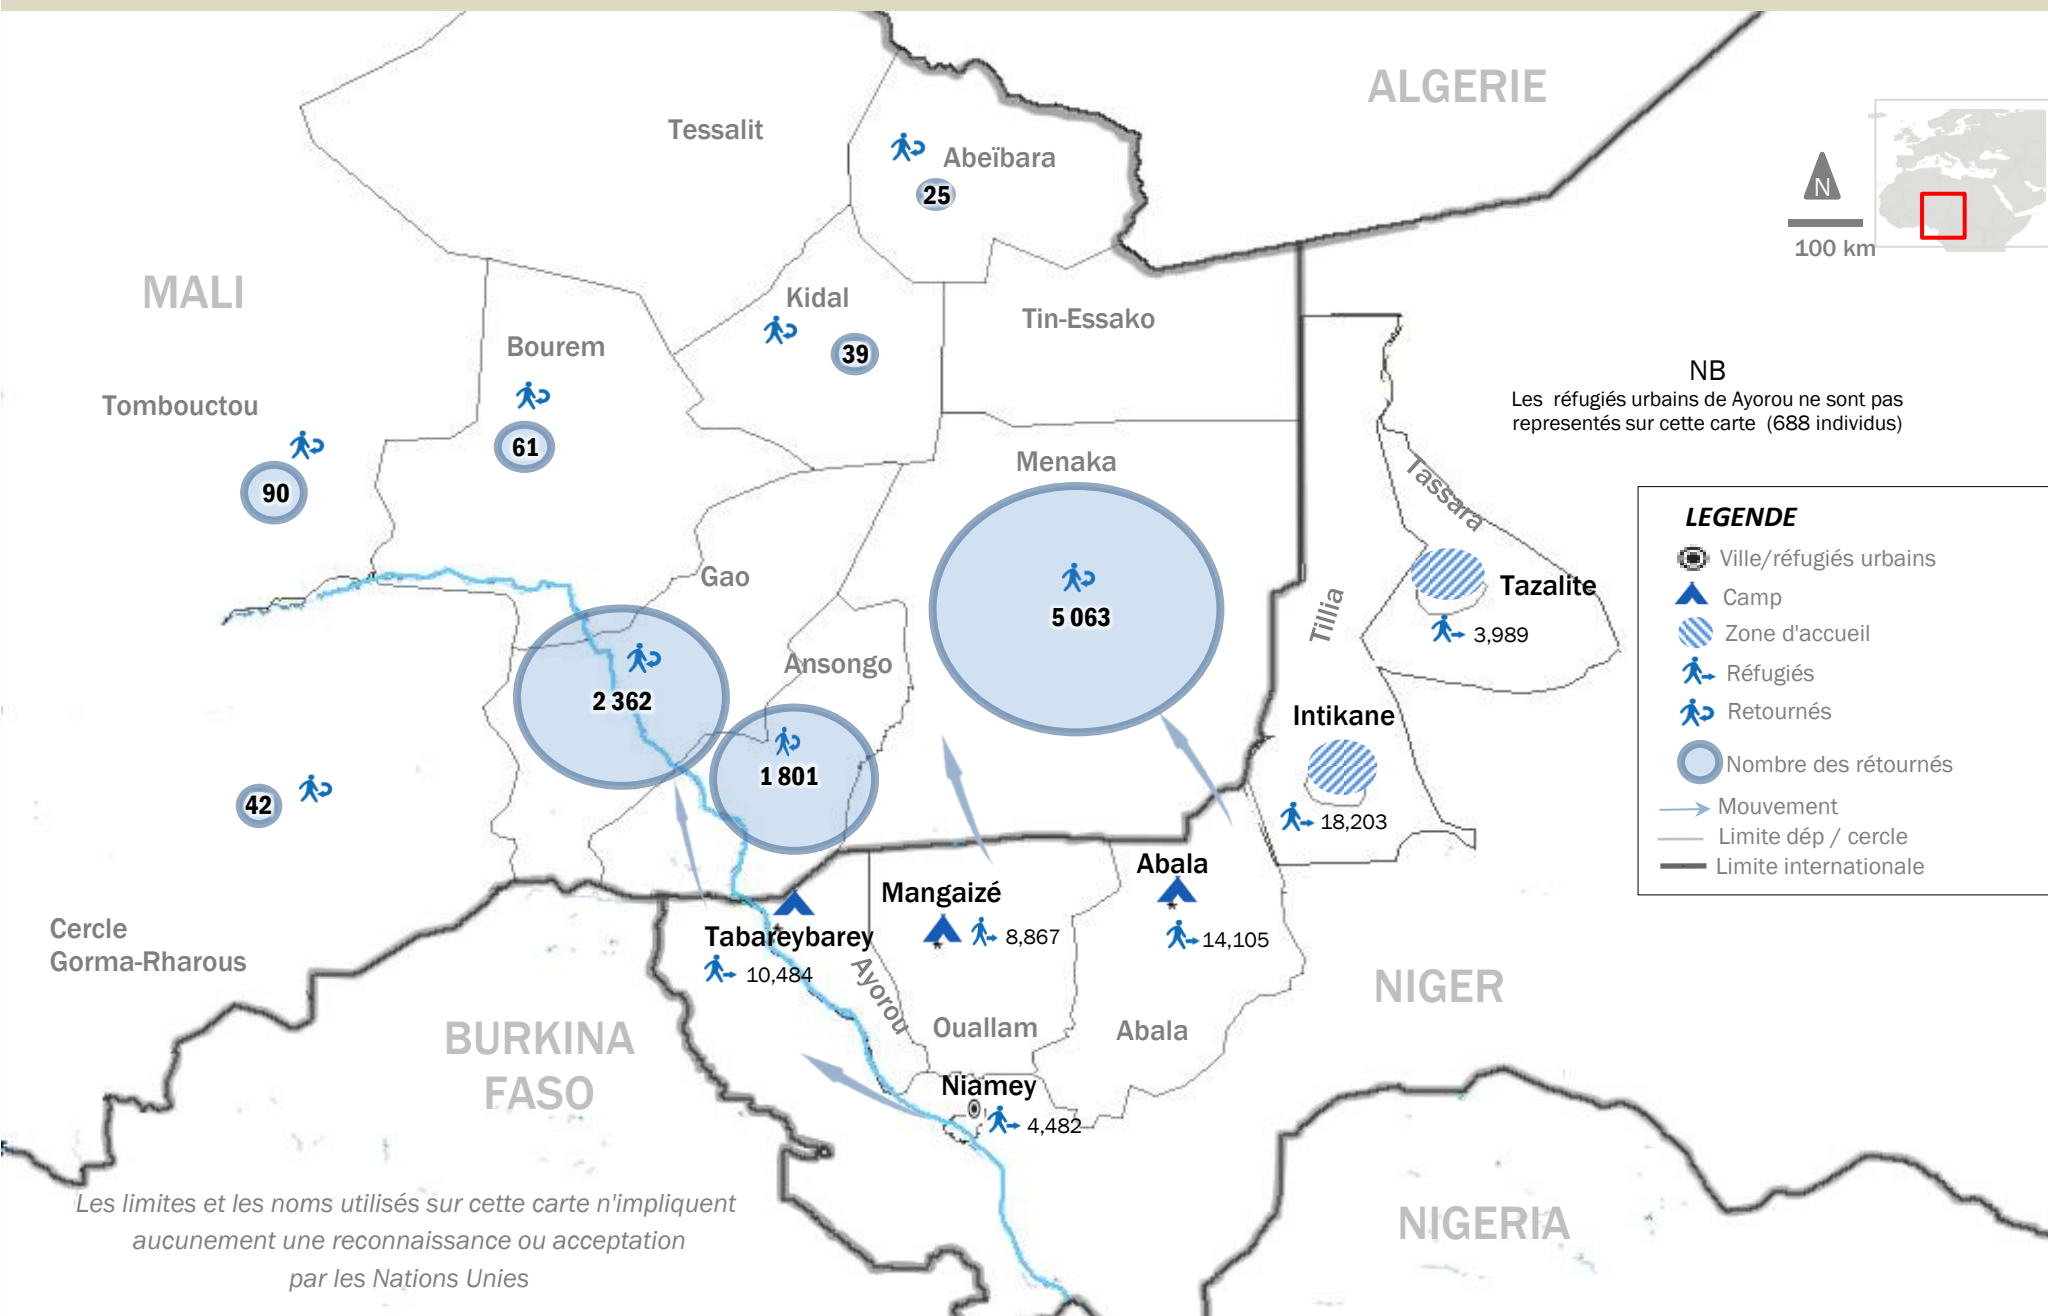 ALGERIE
Tessalit
Abeïbara
25
N
100 km
MALI
Kidal
39
Tin-Essako
Bourem
61
Tombouctou
90
NB
Les réfugiés urbains de Ayorou ne sont pas
representés sur cette carte (688 individus)
Menaka
5 063
Tassara
Tazalite
3,989
Tillia
Gao
2 362
Ansongo
1 801
Intikane
18,203
42
LEGENDE
Ville/réfugiés urbains
Camp
Zone d'accueil
Réfugiés
Retournés
Nombre des rétournés
Mouvement
Limite dép / cercle
Limite internationale
Cercle
Gorma-Rharous
Tabareybarey
10,484
Ayorou
Mangaizé
8,867
Ouallam
Abala
14,105
Abala
NIGER
BURKINA
FASO
Niamey
4,482
NIGERIA
Les limites et les noms utilisés sur cette carte n'impliquent
aucunement une reconnaissance ou acceptation
par les Nations Unies